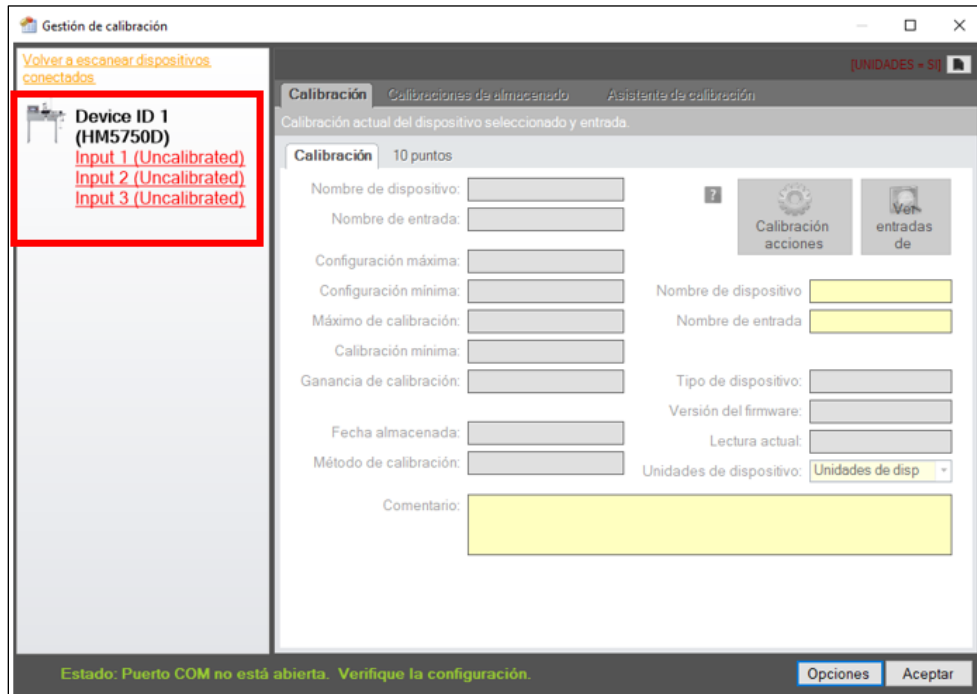 Gestión de calibración
Volver a escanear dispositivos
conectados
Device ID 1
(HM5750D)
Input 1 (Uncalibrated)
Input 2 (Uncalibrated)
Input 3 (Uncalibrated)
[UNIDADES = SI]
Calibración Calibraciones de almacenado Asistente de calibración
Calibración actual del dispositivo seleccionado y entrada.
Calibración 10 puntos
Nombre de dispositivo:
Nombre de entrada:
Configuración máxima:
Configuración mínima:
Máximo de calibración:
Calibración mínima:
Ganancia de calibración:
Fecha almacenada:
Método de calibración:
?
Calibración
acciones
Ver
entradas
de
Nombre de dispositivo
Nombre de entrada
Tipo de dispositivo:
Versión del firmware:
Lectura actual:
Unidades de dispositivo: Unidades de disp
Comentario:
Estado: Puerto COM no está abierta. Verifique la configuración.
Opciones Aceptar